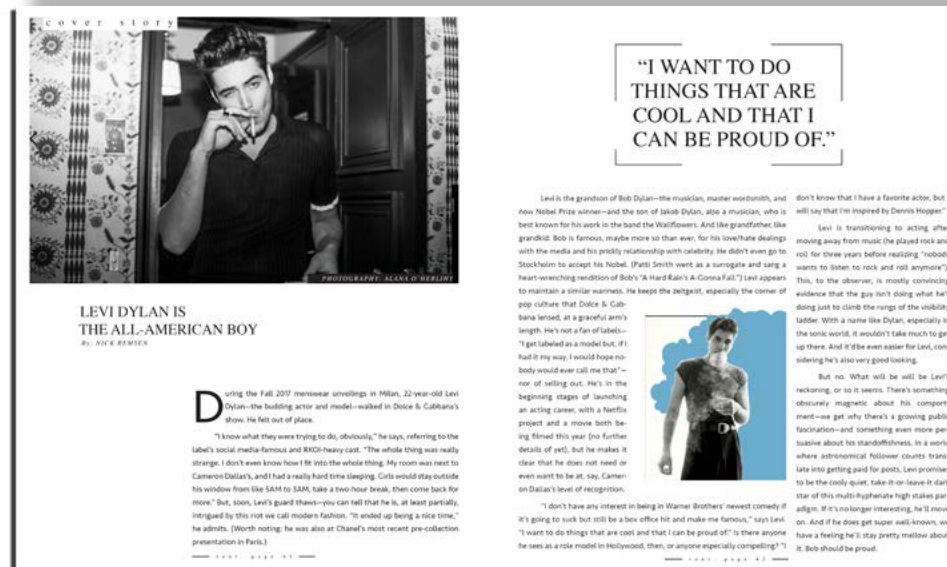 cover story
PHOTOGRAPHY: ALANA O'HERLIHY
LEVI DYLAN IS
THE ALL-AMERICAN BOY
By: NICK REMSEN
During the Fall 2017 menswear unveilings in Milan, 22-year-old Levi
Dylan—the budding actor and model—walked in Dolce & Gabbana's
show. He felt out of place.
"I know what they were trying to do, obviously," he says, referring to the
label's social media-famous and RKOI-heavy cast. "The whole thing was really
strange. I don't even know how I fit into the whole thing. My room was next to
Cameron Dallas's, and I had a really hard time sleeping. Girls would stay outside
his window from like 5AM to 3AM, take a two-hour break, then come back for
more." But, soon, Levi's guard thaws—you can tell that he is, at least partially,
intrigued by this riot we call modern fashion. "It ended up being a nice time,"
he admits. (Worth noting: he was also at Chanel's most recent pre-collection
presentation in Paris.)
"I WANT TO DO
THINGS THAT ARE
COOL AND THAT I
CAN BE PROUD OF."
Levi is the grandson of Bob Dylan—the musician, master wordsmith, and
now Nobel Prize winner—and the son of Jakob Dylan, also a musician, who is
best known for his work in the band the Wallflowers. And like grandfather, like
grandkid: Bob is famous, maybe more so than ever, for his love/hate dealings
with the media and his prickly relationship with celebrity. He didn't even go to
Stockholm to accept his Nobel. (Patti Smith went as a surrogate and sang a
heart-wrenching rendition of Bob's "A Hard Rain's A-Gonna Fall.") Levi appears
to maintain a similar wariness. He keeps the zeitgeist, especially the corner of
pop culture that Dolce & Gab-
bana lensed, at a graceful arm's
length. He's not a fan of labels—
"I get labeled as a model but, if I
had it my way, I would hope no-
body would ever call me that"—
nor of selling out. He's in the
beginning stages of launching
an acting career, with a Netflix
project and a movie both be-
ing filmed this year (no further
details of yet), but he makes it
clear that he does not need or
even want to be at, say, Camer-
on Dallas's level of recognition.
"I don't have any interest in being in Warner Brothers' newest comedy if
it's going to suck but still be a box office hit and make me famous," says Levi.
"I want to do things that are cool and that I can be proud of." Is there anyone
he sees as a role model in Hollywood, then, or anyone especially compelling? "I
don't know that I have a favorite actor, but
will say that I'm inspired by Dennis Hopper."
Levi is transitioning to acting after
moving away from music (he played rock and
roll for three years before realizing "nobody
wants to listen to rock and roll anymore").
This, to the observer, is mostly convincing
evidence that the guy isn't doing what he's
doing just to climb the rungs of the visibility
ladder. With a name like Dylan, especially in
the sonic world, it wouldn't take much to get
up there. And it'd be even easier for Levi, con-
sidering he's also very good looking.
But no. What will be will be Levi's
reckoning, or so it seems. There's something
obscurely magnetic about his comport-
ment—we get why there's a growing public
fascination—and something even more per-
suasive about his standoffishness. In a world
where astronomical follower counts trans-
late into getting paid for posts, Levi promises
to be the cooly quiet, take-it-or-leave-it dark
star of this multi-hyphenate high stakes par-
adigm. If it's no longer interesting, he'll move
on. And if he does get super well-known, we
have a feeling he'll stay pretty mellow about
it. Bob should be proud.